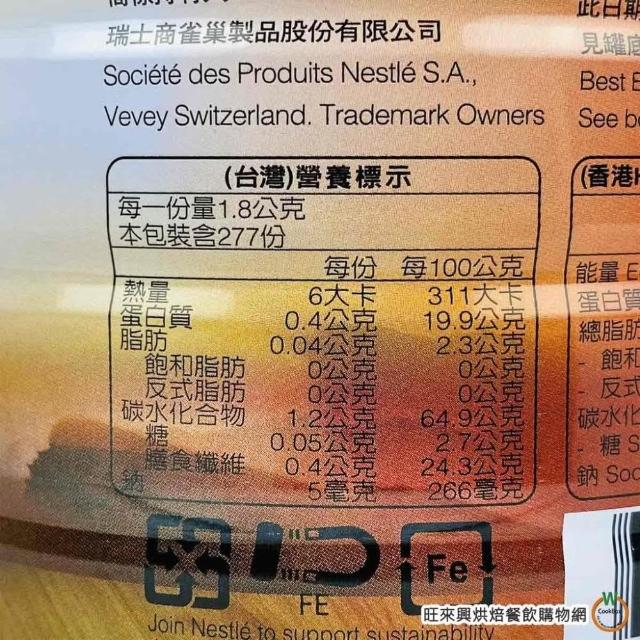 瑞士商雀巢製品股份有限公司
Société des Produits Nestlé S.A.,
Vevey Switzerland. Trademark Owners
此日期
見罐底
Best
See
(台灣)營養標示
每一份量1.8公克
本包裝含277份
每份 每100公克
熱量 6大卡 311大卡
蛋白質 0.4公克 19.9公克
脂肪 0.04公克 2.3公克
飽和脂肪 0公克 0公克
反式脂肪 0公克 0公克
碳水化合物 1.2公克 64.9公克
糖 0.05公克 2.7公克
膳食纖維 0.4公克 24.3公克
鈉 5毫克 266毫克
(香港
能量 E
蛋白質
總脂肪
- 飽和
- 反式
碳水化
- 糖 S
鈉 Soc
Fe
FE
Join Nestlé to support sustainability
旺來興烘焙餐飲購物網
W
CookBuy